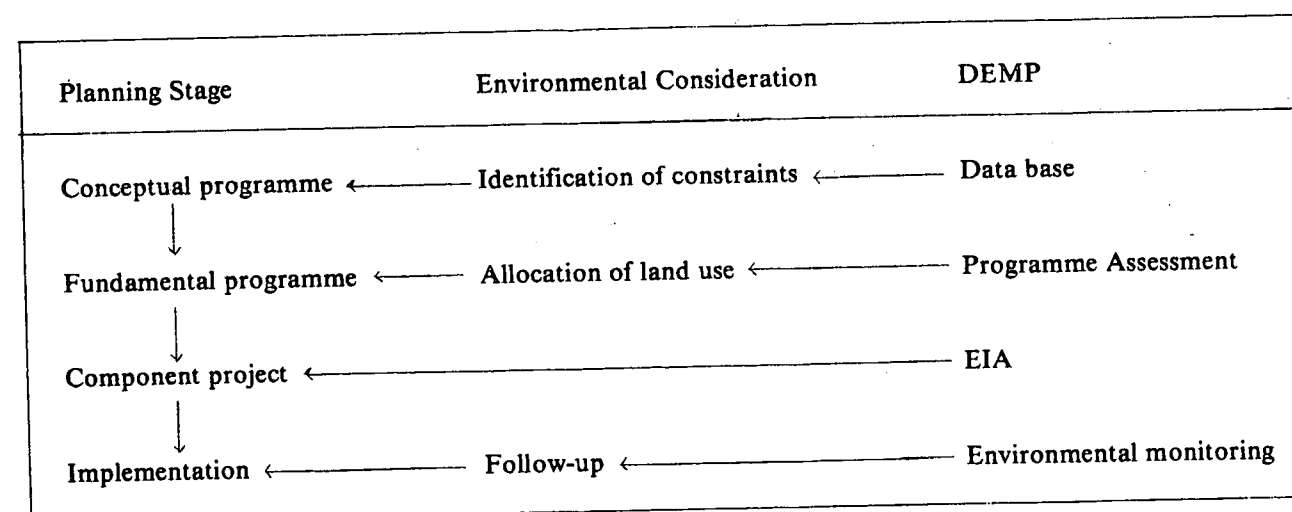 Planning Stage Environmental Consideration DEMP
Conceptual programme ← Identification of constraints ← Data base
↓
Fundamental programme ← Allocation of land use ← Programme Assessment
↓
Component project ← EIA
↓
Implementation ← Follow-up ← Environmental monitoring